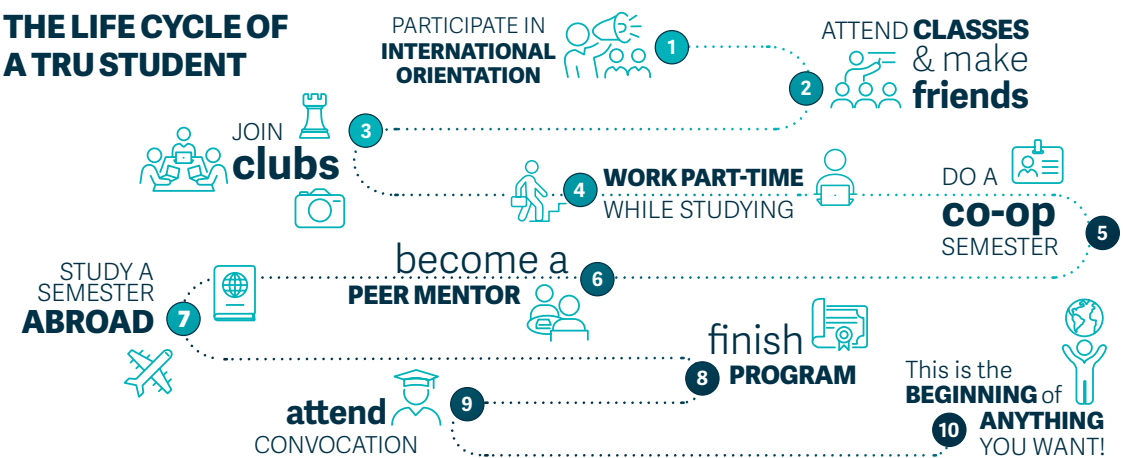 THE LIFE CYCLE OF
A TRU STUDENT
PARTICIPATE IN
INTERNATIONAL
ORIENTATION
1
ATTEND CLASSES
& make
friends
2
3
JOIN
clubs
4
WORK PART-TIME
WHILE STUDYING
DO A
co-op
SEMESTER
5
become a
PEER MENTOR
6
STUDY A
SEMESTER
ABROAD
7
finish
PROGRAM
8
attend
CONVOCATION
9
This is the
BEGINNING of
ANYTHING
YOU WANT!
10